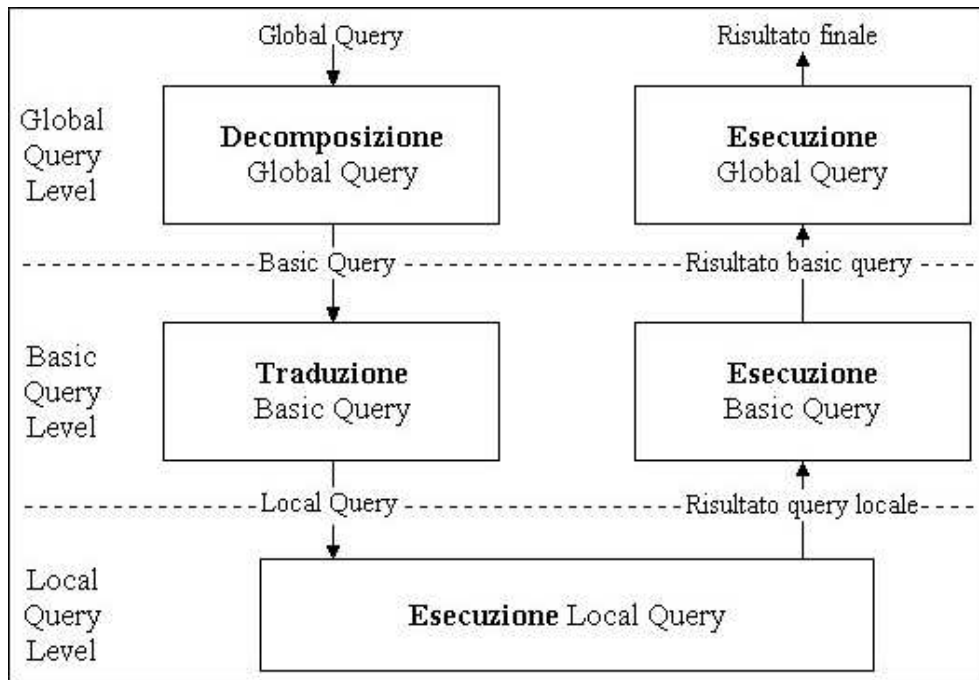 Global Query
Risultato finale
Global
Query
Level
Decomposizione
Global Query
Esecuzione
Global Query
Basic Query
Risultato basic query
Basic
Query
Level
Traduzione
Basic Query
Esecuzione
Basic Query
Local Query
Risultato query locale
Local
Query
Level
Esecuzione Local Query